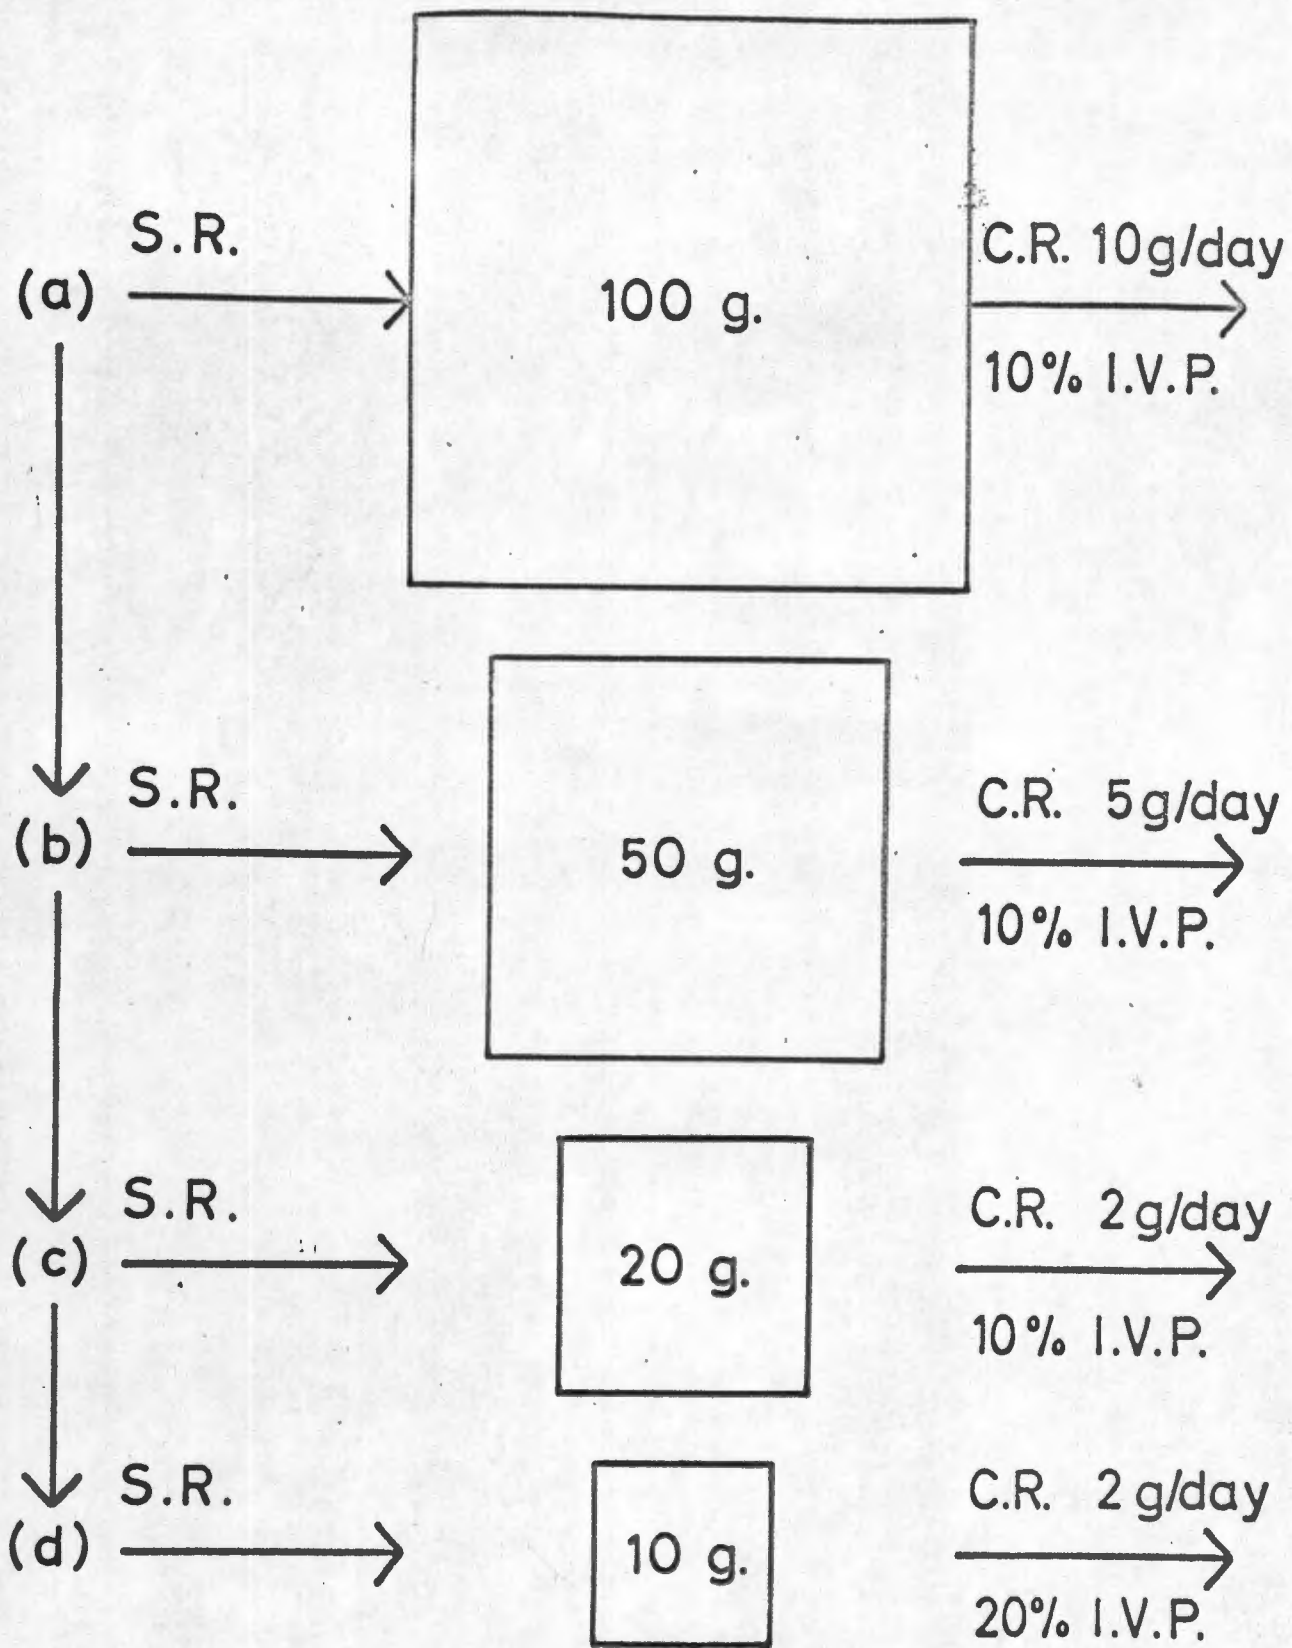 S.R.
(a)
100 g.
C.R. 10g/day
10% I.V.P.
S.R.
(b)
50 g.
C.R. 5g/day
10% I.V.P.
S.R.
(c)
20 g.
C.R. 2g/day
10% I.V.P.
S.R.
(d)
10 g.
C.R. 2g/day
20% I.V.P.